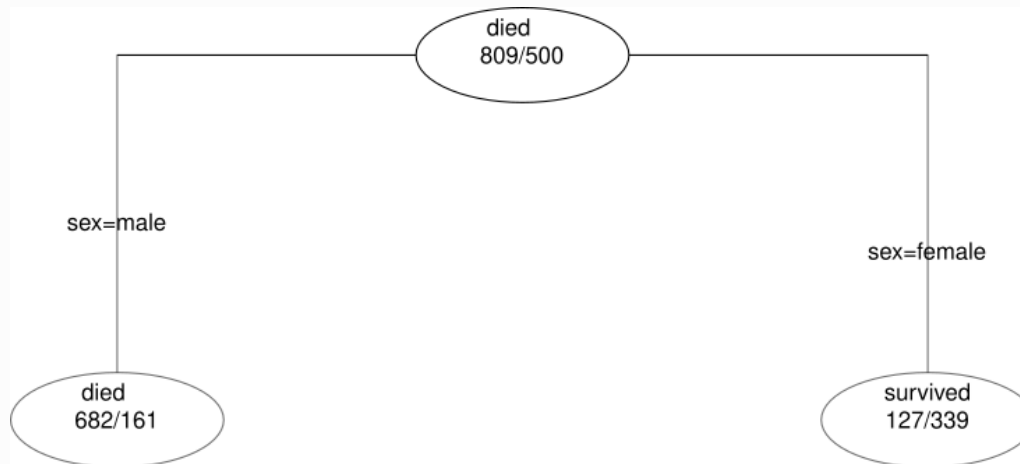 died
809/500
sex=male
sex=female
died
682/161
survived
127/339